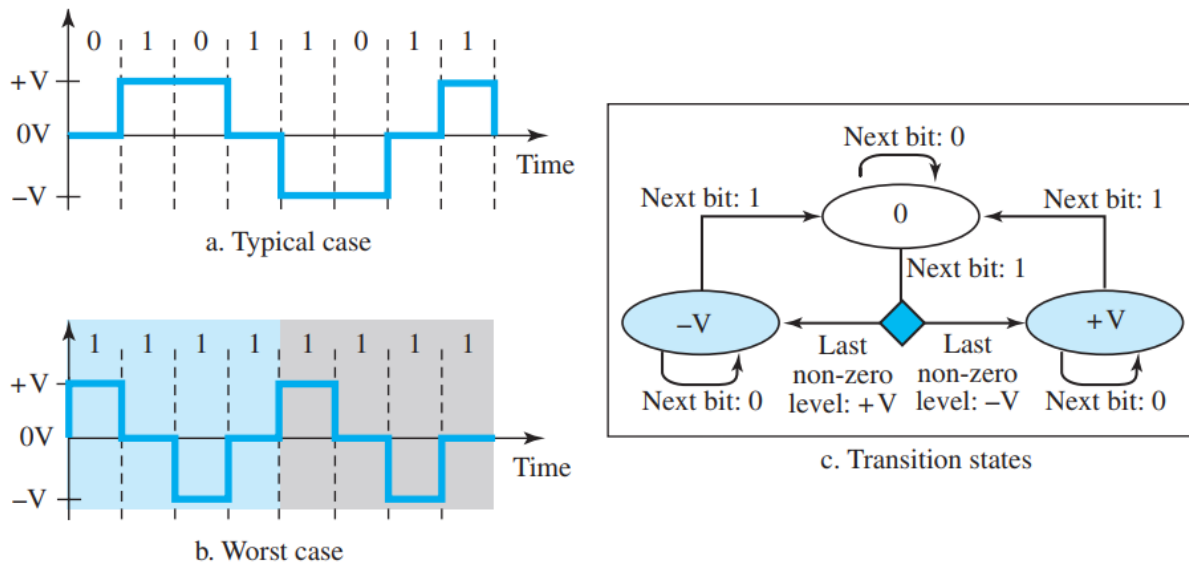 0 1 0 1 1 0 1 1
+V
0V
Time
−V
a. Typical case
1 1 1 1 1 1 1 1
+V
0V
Time
−V
b. Worst case
Next bit: 0
Next bit: 1
0
Next bit: 1
Next bit: 1
−V
+V
Last
non-zero
level: +V
Last
non-zero
level: −V
Next bit: 0
Next bit: 0
c. Transition states